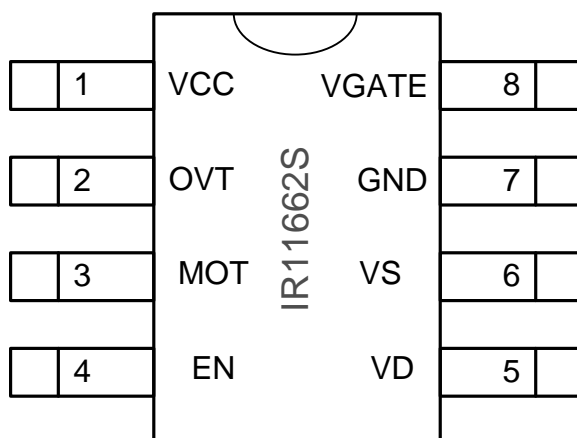 1 VCC VGATE 8
2 OVT GND 7
3 MOT VS 6
4 EN VD 5
IR11662S